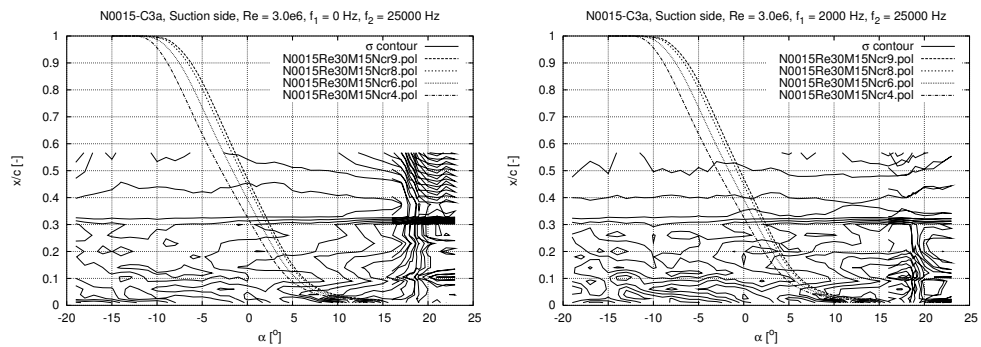 N0015-C3a, Suction side, Re = 3.0e6, f1 = 0 Hz, f2 = 25000 Hz
σ contour
N0015Re30M15Ncr9.pol
N0015Re30M15Ncr8.pol
N0015Re30M15Ncr6.pol
N0015Re30M15Ncr4.pol
1
0.9
0.8
0.7
0.6
0.5
0.4
0.3
0.2
0.1
0
x/c [-]
-20 -15 -10 -5 0 5 10 15 20 25
α [º]
N0015-C3a, Suction side, Re = 3.0e6, f1 = 2000 Hz, f2 = 25000 Hz
σ contour
N0015Re30M15Ncr9.pol
N0015Re30M15Ncr8.pol
N0015Re30M15Ncr6.pol
N0015Re30M15Ncr4.pol
1
0.9
0.8
0.7
0.6
0.5
0.4
0.3
0.2
0.1
0
x/c [-]
-20 -15 -10 -5 0 5 10 15 20 25
α [º]